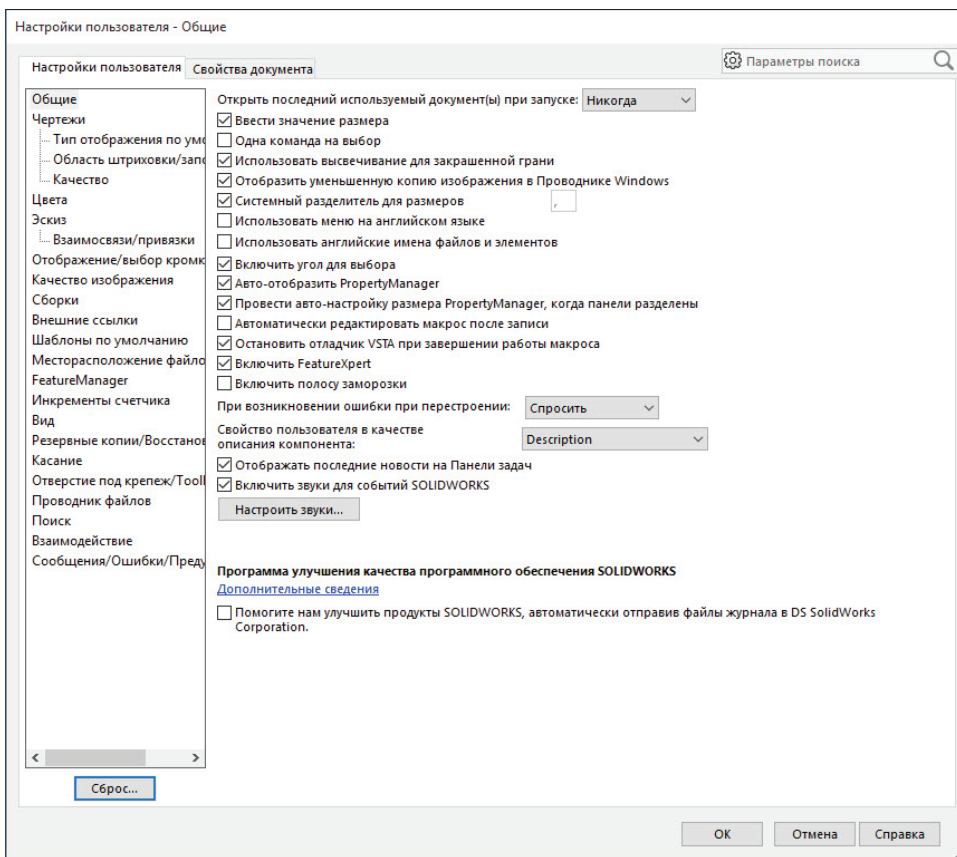 Настройки пользователя - Общие
Настройки пользователя
Свойства документа
Параметры поиска
Общие
Чертежи
Тип отображения по умо
Область штриховки/запо
Качество
Цвета
Эскиз
Взаимосвязи/привязки
Отображение/выбор кромк
Качество изображения
Сборки
Внешние ссылки
Шаблоны по умолчанию
Месторасположение файло
FeatureManager
Инкременты счетчика
Вид
Резервные копии/Восстанов
Касание
Отверстие под крепеж/Tooll
Проводник файлов
Поиск
Взаимодействие
Сообщения/Ошибки/Преду
Сброс...
Открыть последний используемый документ(ы) при запуске: Никогда
Ввести значение размера
Одна команда на выбор
Использовать высвечивание для закрашенной грани
Отобразить уменьшенную копию изображения в Проводнике Windows
Системный разделитель для размеров ,
Использовать меню на английском языке
Использовать английские имена файлов и элементов
Включить угол для выбора
Авто-отобразить PropertyManager
Провести авто-настройку размера PropertyManager, когда панели разделены
Автоматически редактировать макрос после записи
Остановить отладчик VSTA при завершении работы макроса
Включить FeatureXpert
Включить полосу заморозки
При возникновении ошибки при перестроении: Спросить
Свойство пользователя в качестве
описания компонента: Description
Отображать последние новости на Панели задач
Включить звуки для событий SOLIDWORKS
Настроить звуки...
Программа улучшения качества программного обеспечения SOLIDWORKS
Дополнительные сведения
Помогите нам улучшить продукты SOLIDWORKS, автоматически отправив файлы журнала в DS SolidWorks
Corporation.
OK
Отмена
Справка